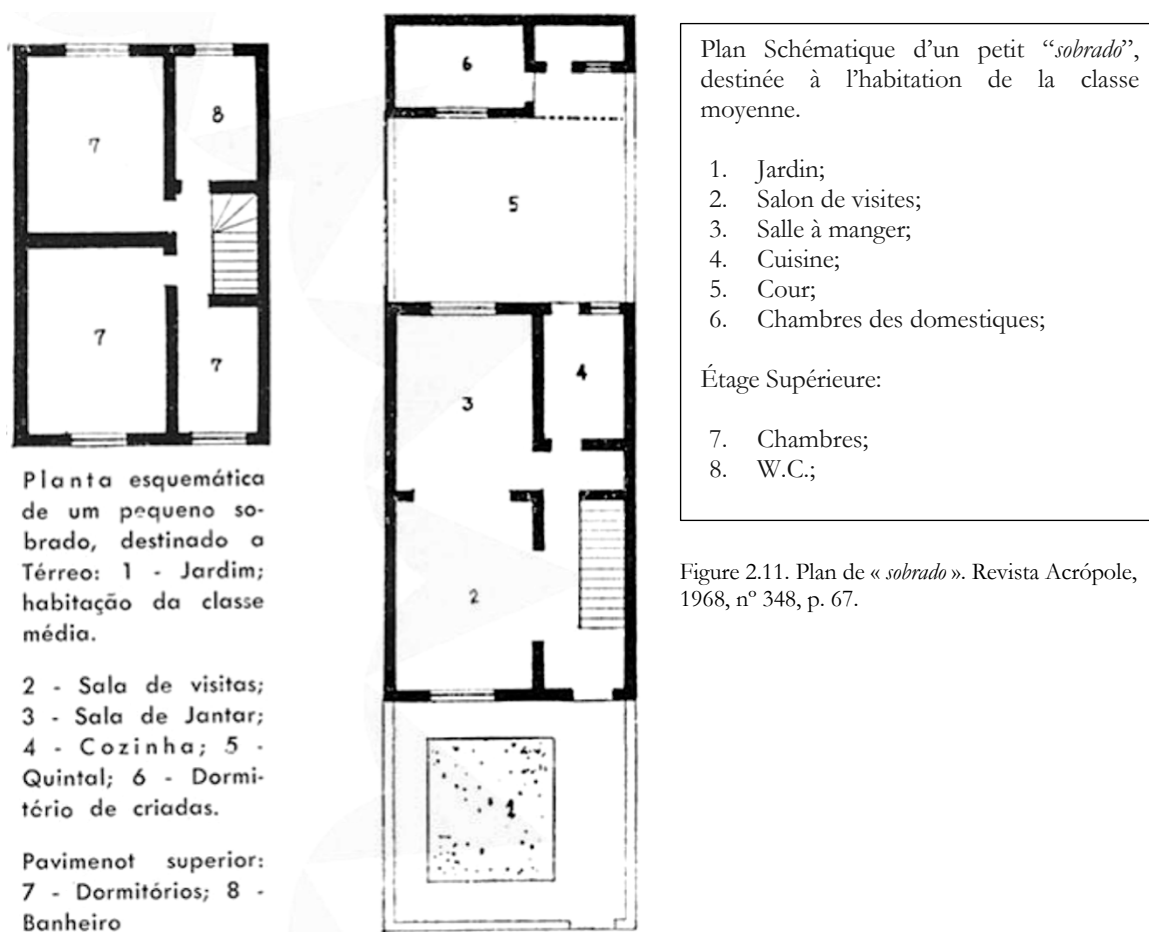 7
8
7
7
Planta esquemática
de um pequeno so-
brado, destinado a
Térreo: 1 - Jardim;
habitação da classe
média.
2 - Sala de visitas;
3 - Sala de Jantar;
4 - Cozinha; 5 -
Quintal; 6 - Dormi-
tério de criadas.
Pavimenot superior:
7 - Dormitórios; 8 -
Banheiro
6
5
4
3
2
1
Plan Schématique d’un petit “sobrado”,
destinée à l’habitation de la classe
moyenne.
1. Jardin;
2. Salon de visites;
3. Salle à manger;
4. Cuisine;
5. Cour;
6. Chambres des domestiques;
Étage Supérieure:
7. Chambres;
8. W.C.;
Figure 2.11. Plan de « sobrado ». Revista Acrópole,
1968, nº 348, p. 67.